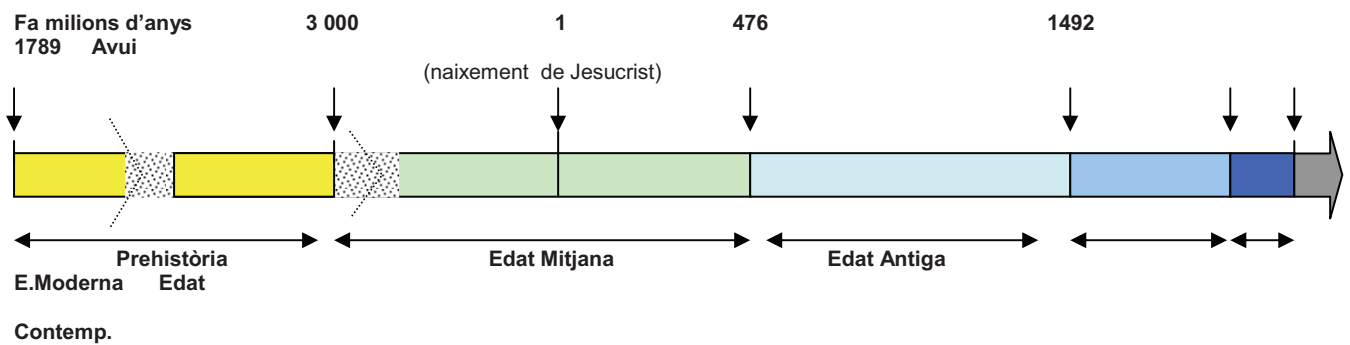 Fa milions d’anys 3 000 1 476 1492
1789 Avui
(naixement de Jesucrist)
Prehistòria Edat Mitjana Edat Antiga
E.Moderna Edat
Contemp.